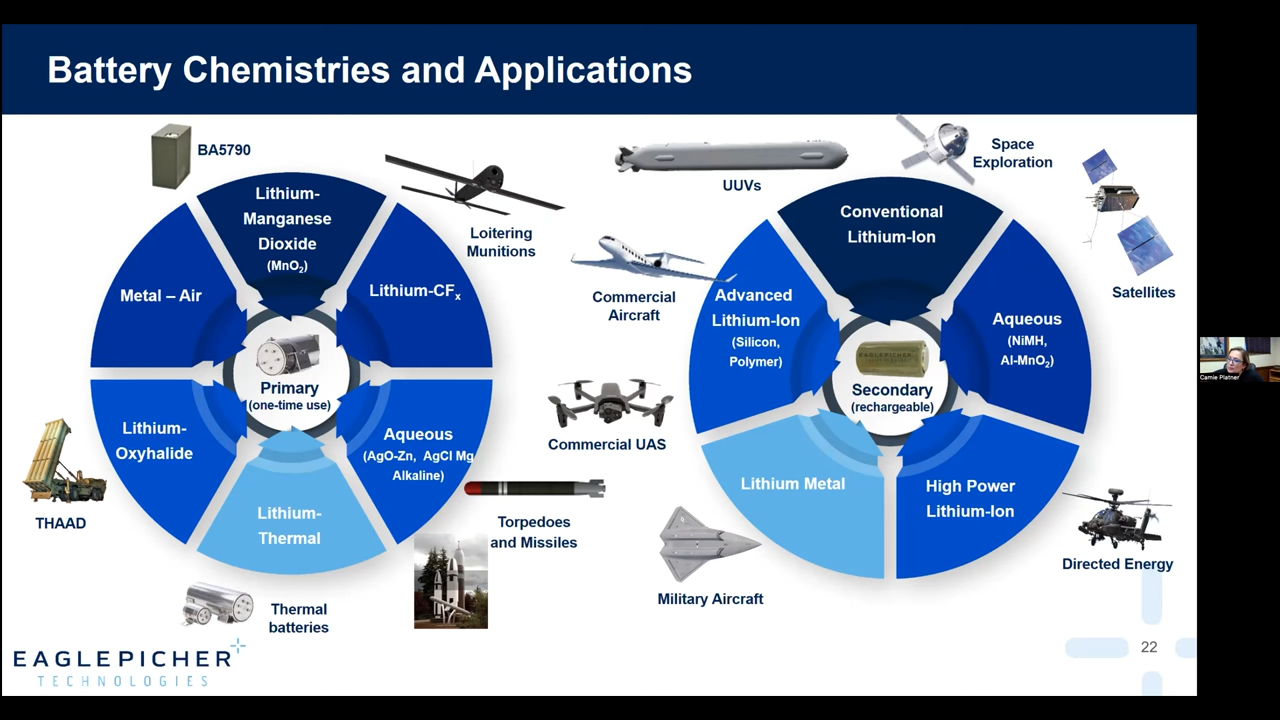 Battery Chemistries and Applications
BA5790
Lithium-
Manganese
Dioxide
(MnO₂)
Lithium-CFₓ
Loitering
Munitions
Aqueous
(AgO-Zn, AgCl Mg
Alkaline)
Torpedoes
and Missiles
Lithium-
Thermal
Thermal
batteries
Lithium-
Oxyhalide
THAAD
Metal – Air
Primary
(one-time use)
UUVs
Conventional
Lithium-Ion
Space
Exploration
Satellites
Aqueous
(NiMH,
Al-MnO₂)
High Power
Lithium-Ion
Directed Energy
Lithium Metal
Military Aircraft
Commercial UAS
Advanced
Lithium-Ion
(Silicon,
Polymer)
Commercial
Aircraft
Secondary
(rechargeable)
EAGLEPICHER
EAGLEPICHER
TECHNOLOGIES
22
Camie Platner